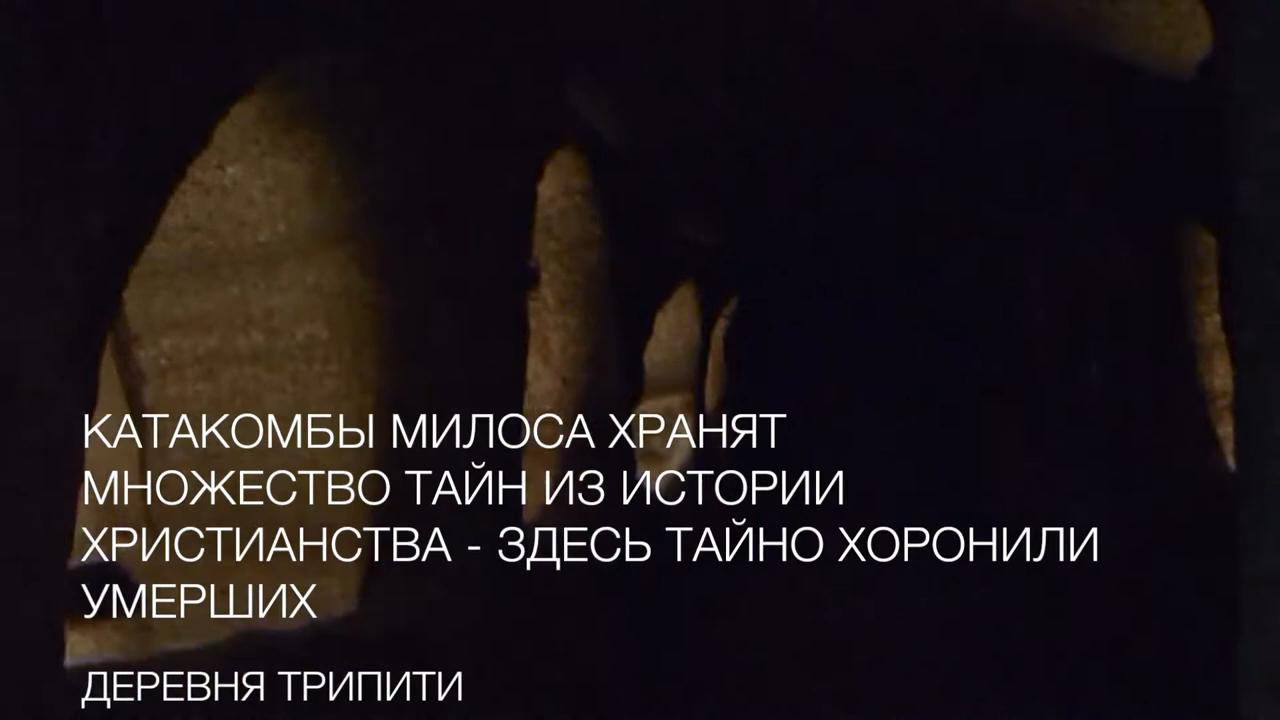 КАТАКОМБЫ МИЛОСА ХРАНЯТ
МНОЖЕСТВО ТАЙН ИЗ ИСТОРИИ
ХРИСТИАНСТВА - ЗДЕСЬ ТАЙНО ХОРОНИЛИ
УМЕРШИХ
ДЕРЕВНЯ ТРИПИТИ